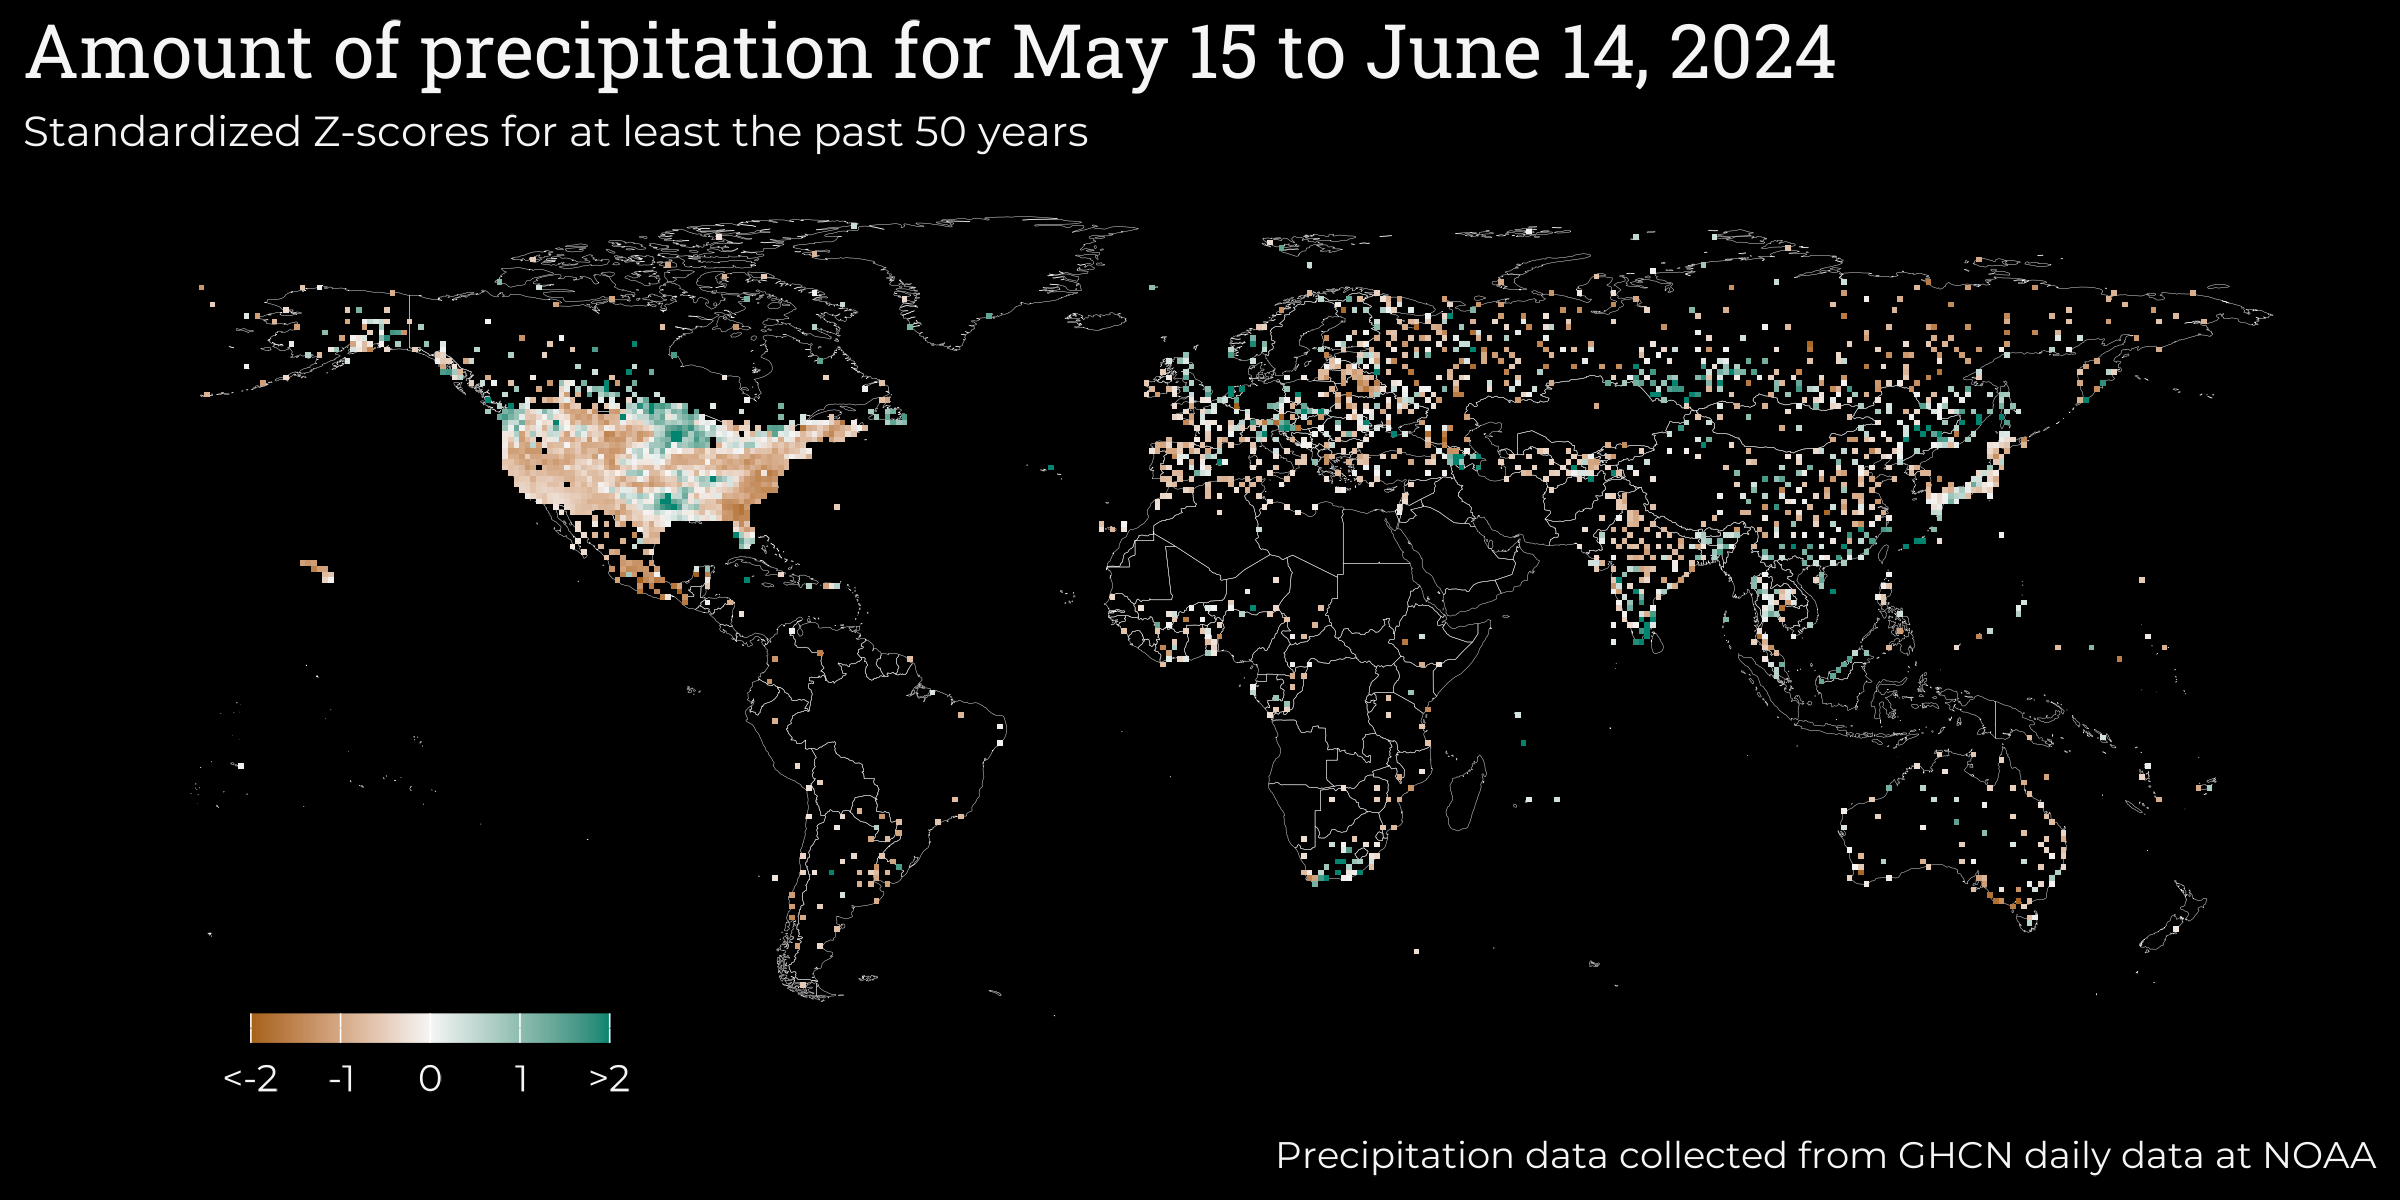 Amount of precipitation for May 15 to June 14, 2024
Standardized Z-scores for at least the past 50 years
<-2 -1 0 1 >2
Precipitation data collected from GHCN daily data at NOAA